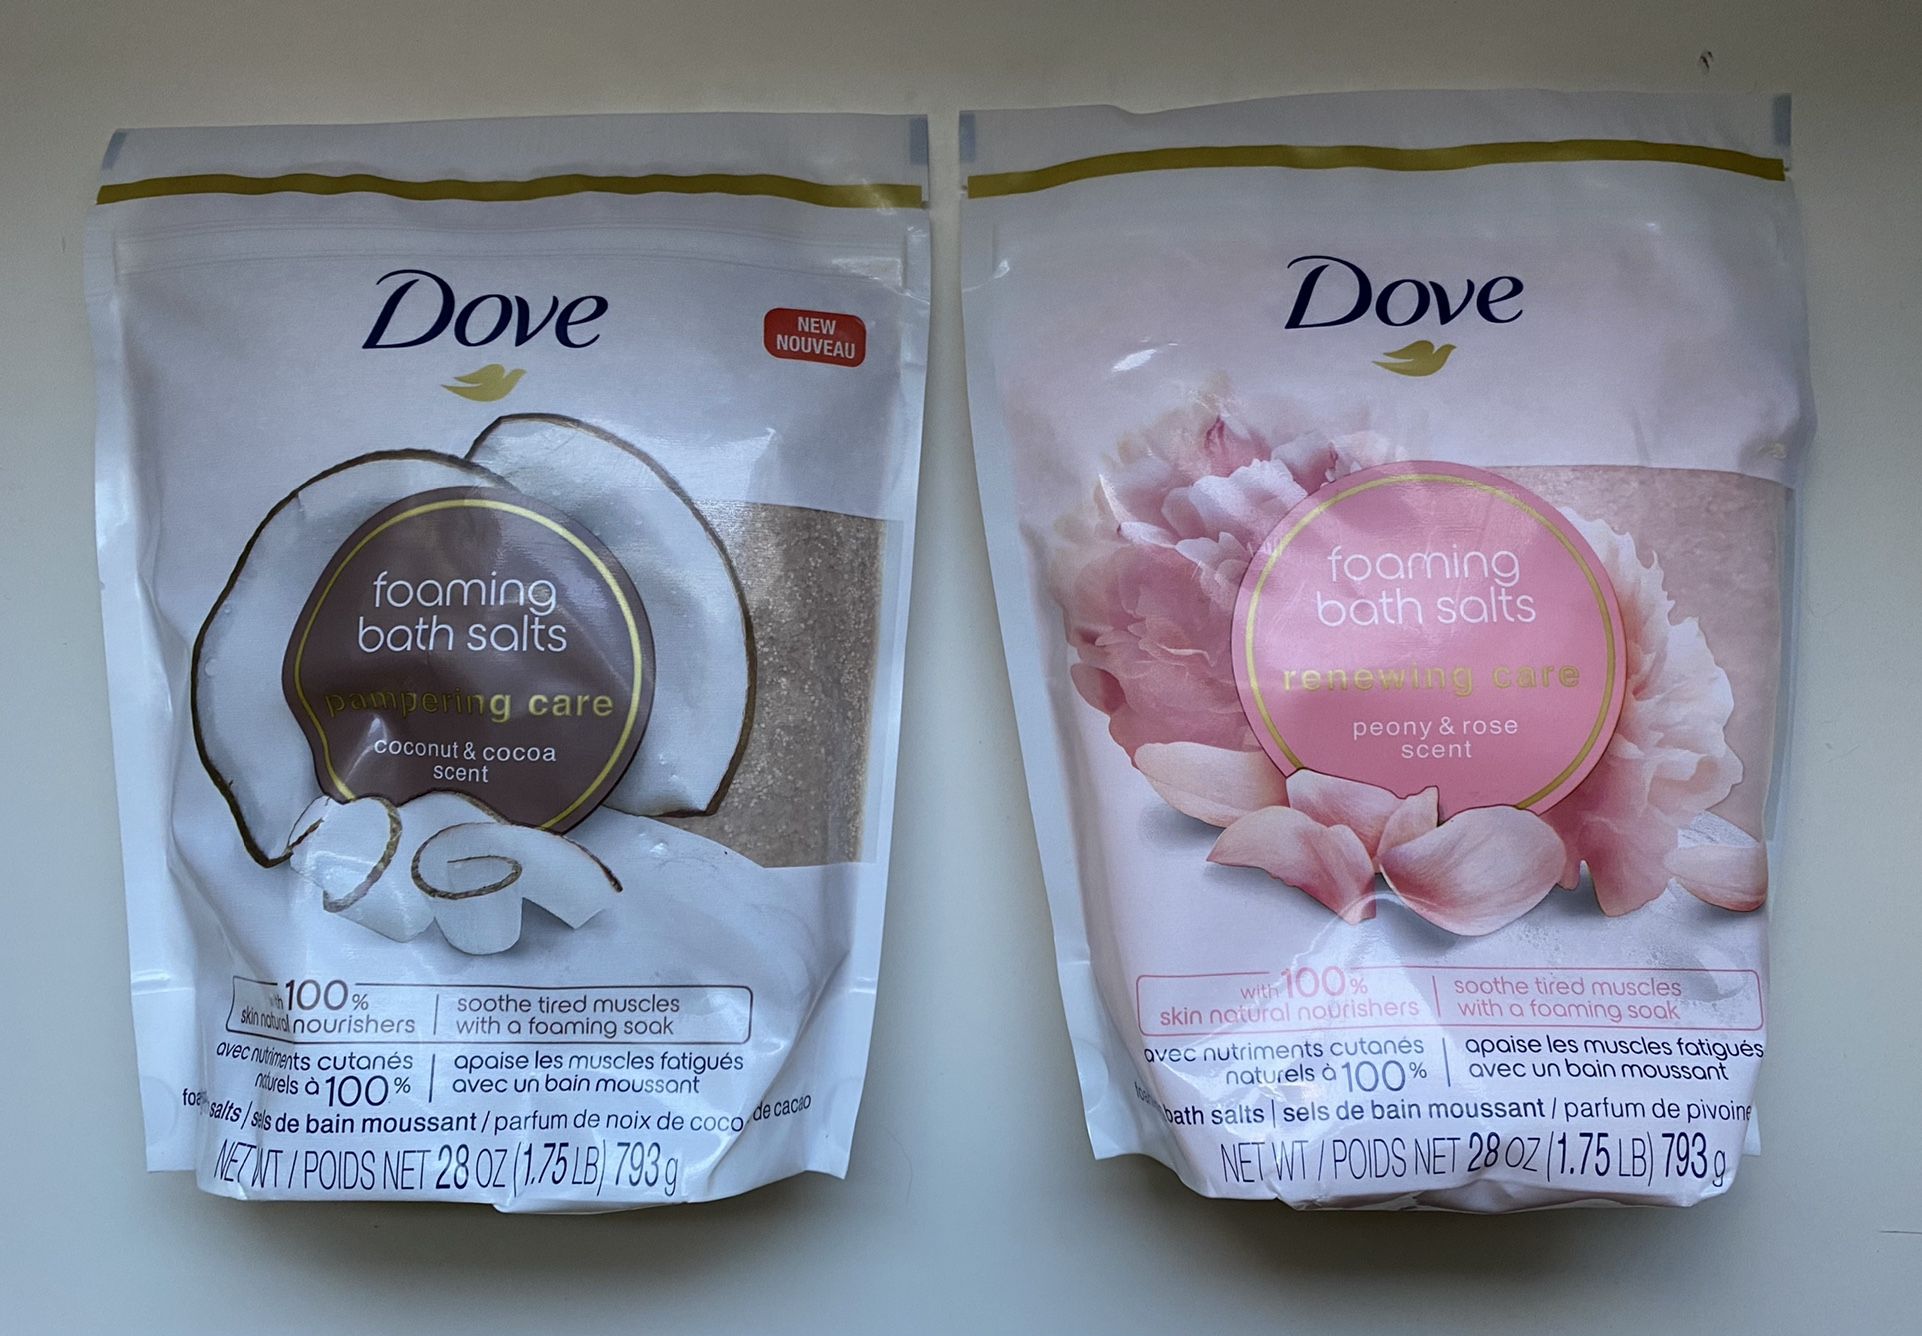 Dove
NEW
NOUVEAU
foaming
bath salts
pampering care
coconut & cocoa
scent
100%
skin natural nourishers
soothe tired muscles
with a foaming soak
avec nutriments cutanés
naturels à 100%
apaise les muscles fatigués
avec un bain moussant
salts / sels de bain moussant / parfum de noix de coco de cacao
NET WT / POIDS NET 28 OZ (1.75 LB) 793 g
Dove
foaming
bath salts
renewing care
peony & rose
scent
with 100%
skin natural nourishers
soothe tired muscles
with a foaming soak
avec nutriments cutanés
naturels à 100%
apaise les muscles fatigués
avec un bain moussant
bath salts | sels de bain moussant / parfum de pivoine
NET WT / POIDS NET 28 OZ (1.75 LB) 793 g